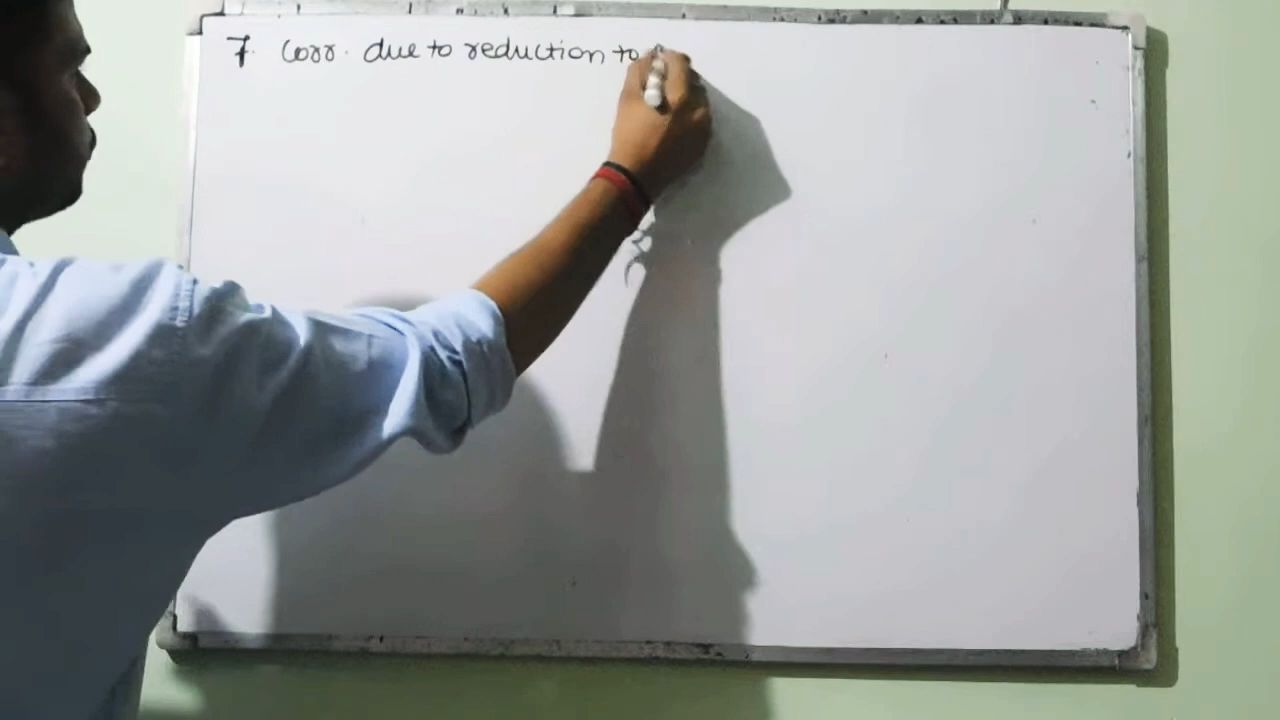 7. Corr. due to reduction to